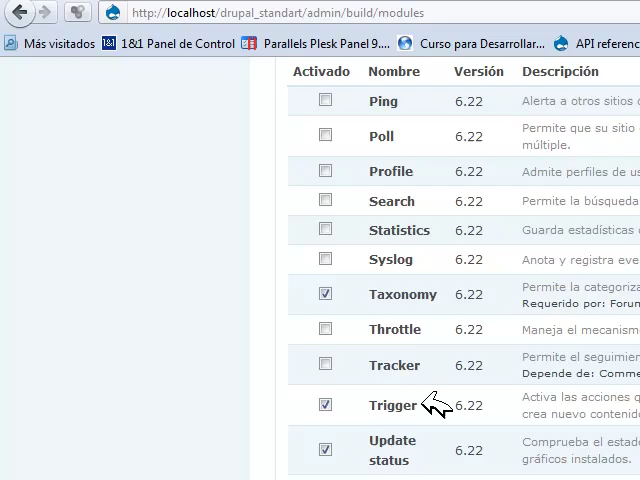 http://localhost/drupal_standart/admin/build/modules
Más visitados 1&1 1&1 Panel de Control Parallels Plesk Panel 9.... Curso para Desarrollar... API referenc
Activado Nombre Versión Descripción
Ping 6.22 Alerta a otros sitios
Poll 6.22 Permite que su sitio
múltiple.
Profile 6.22 Admite perfiles de us
Search 6.22 Permite la búsqueda
Statistics 6.22 Guarda estadísticas
Syslog 6.22 Anota y registra eve
Taxonomy 6.22 Permite la categoriza
Requerido por: Forun
Throttle 6.22 Maneja el mecanism
Tracker 6.22 Permite el seguimien
Depende de: Comme
Trigger 6.22 Activa las acciones q
crea nuevo contenid
Update 6.22 Comprueba el estad
status gráficos instalados.